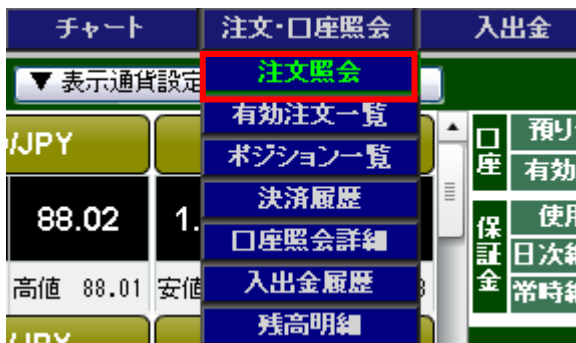 チャート
注文・口座照会
入出金
▼ 表示通貨設定
注文照会
有効注文一覧
ポジション一覧
決済履歴
口座照会詳細
入出金履歴
残高明細
/JPY
88.02
1.
高値 88.01
安値
/JPY
口座
預り
有効
保証金
使用
日次
常時